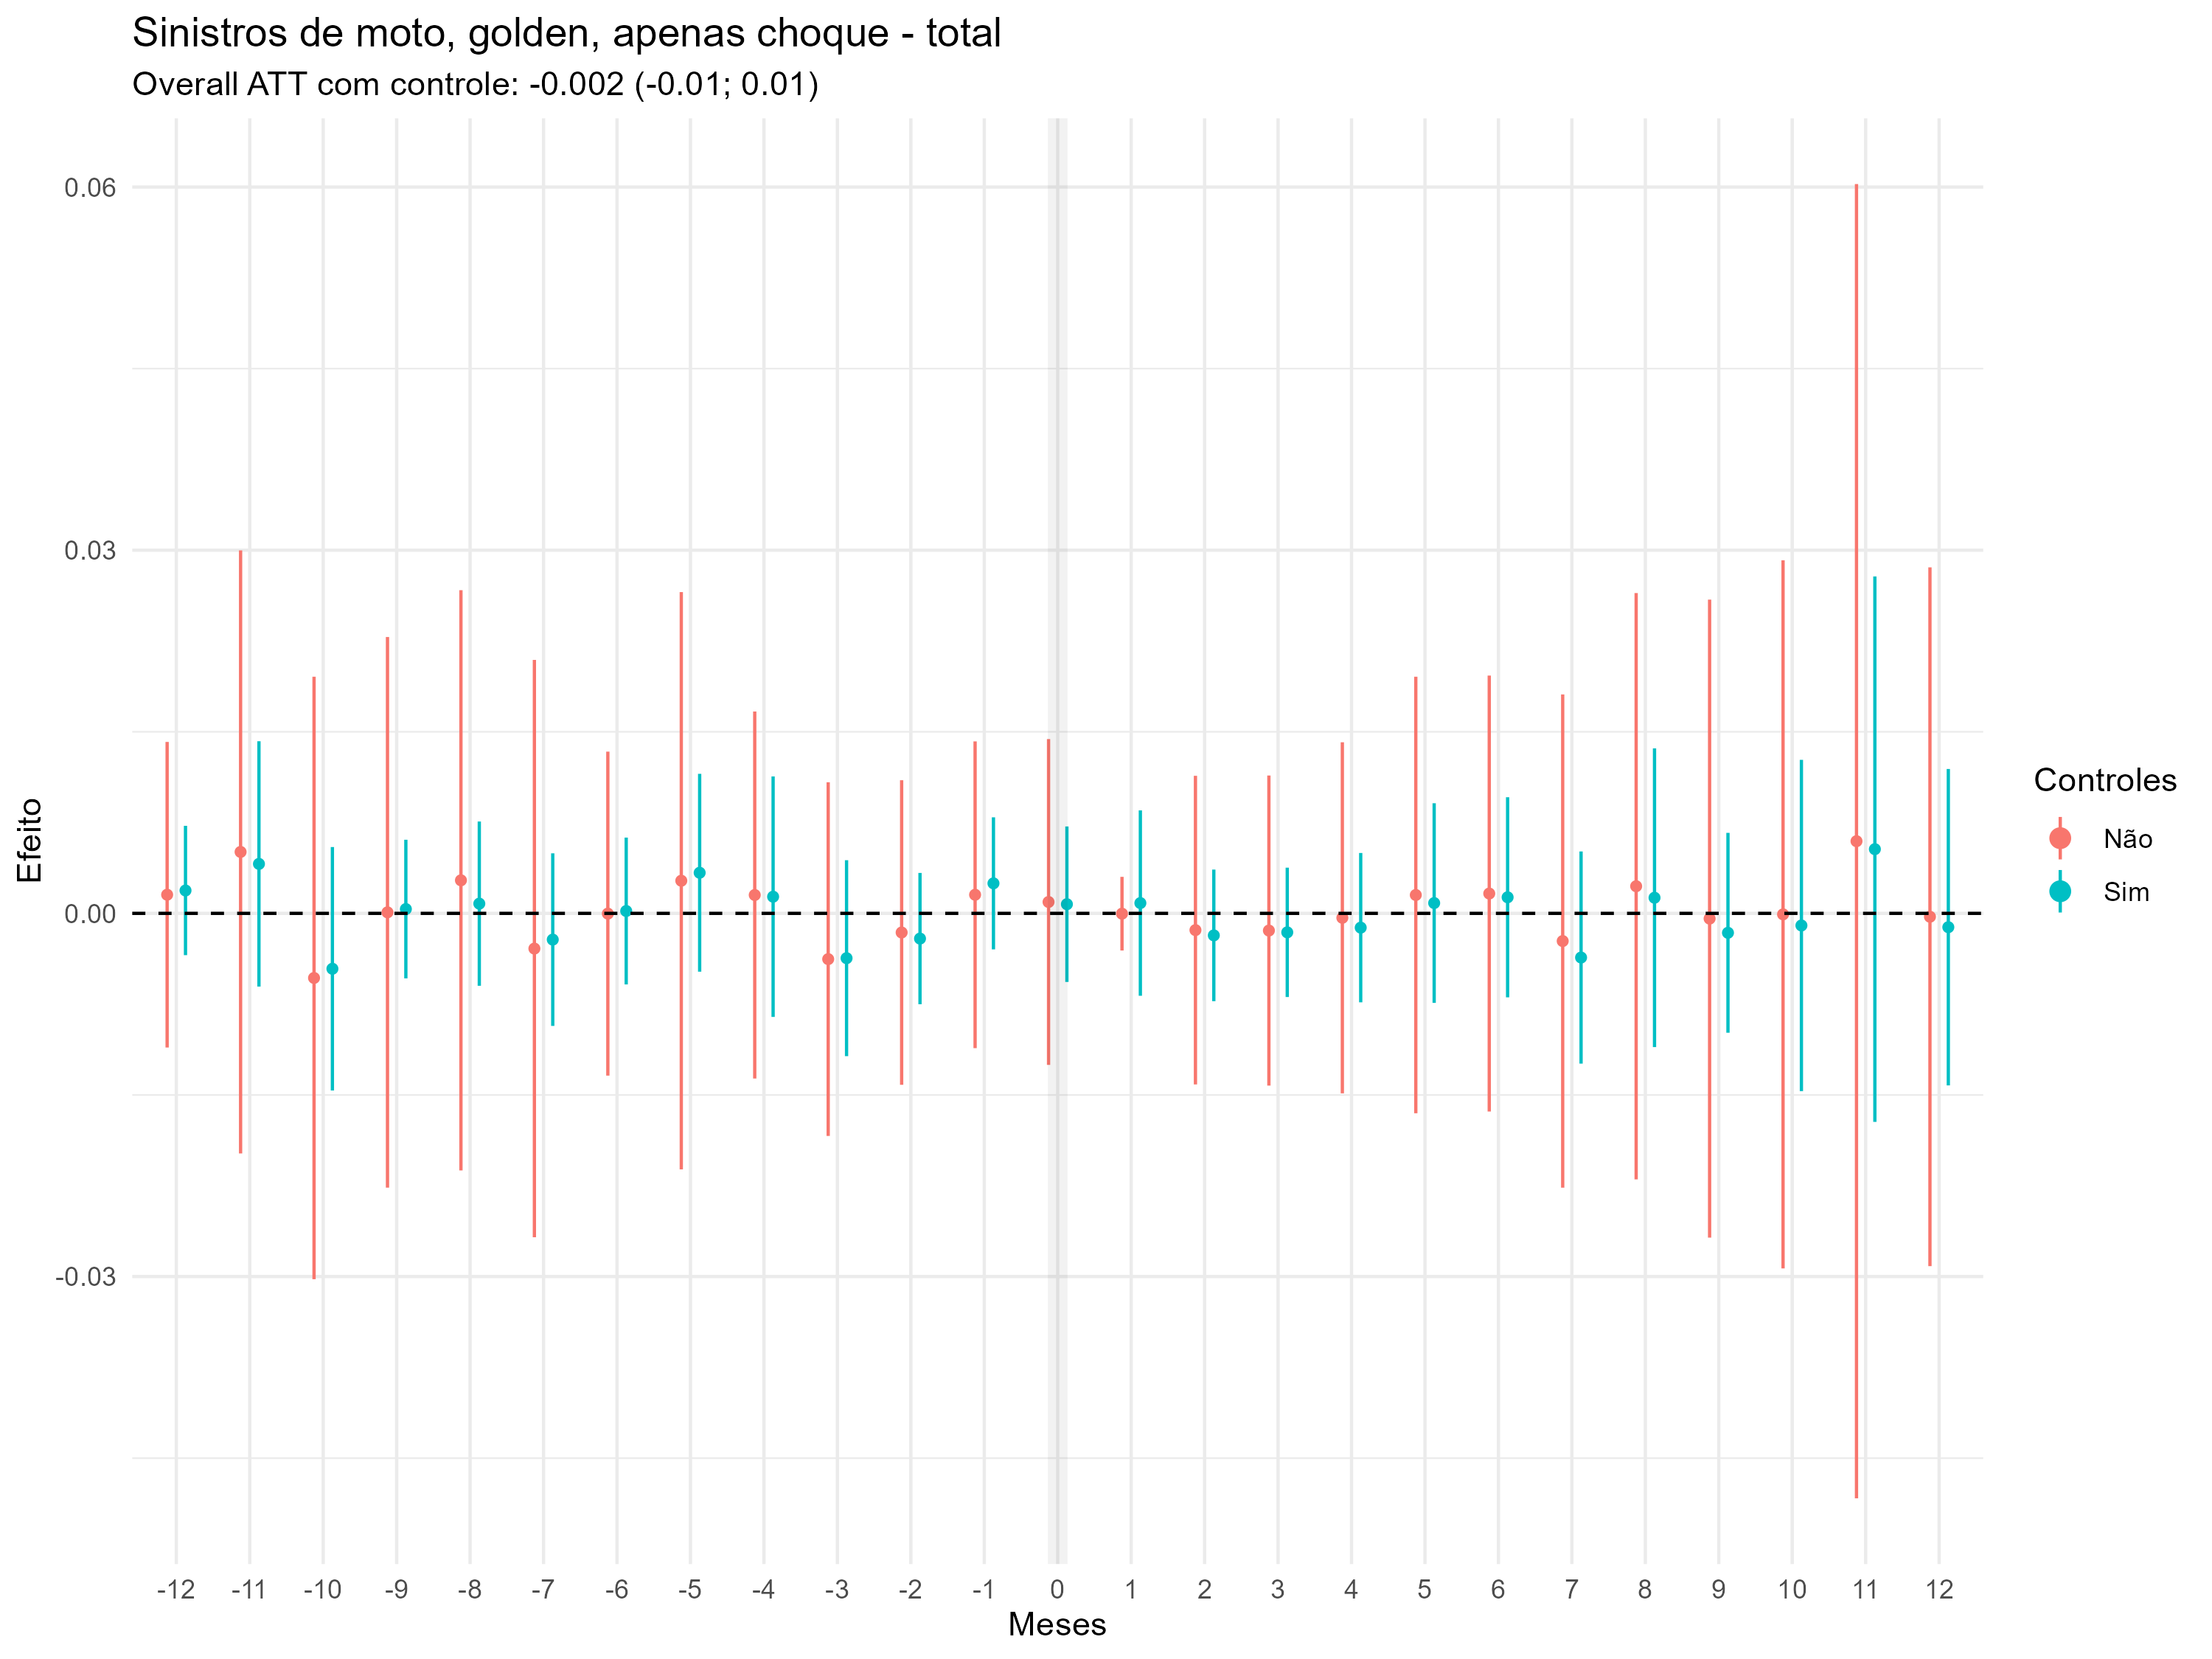 Sinistros de moto, golden, apenas choque - total
Overall ATT com controle: -0.002 (-0.01; 0.01)
0.06
0.03
0.00
-0.03
Efeito
-12 -11 -10 -9 -8 -7 -6 -5 -4 -3 -2 -1 0 1 2 3 4 5 6 7 8 9 10 11 12
Meses
Controles
Não
Sim